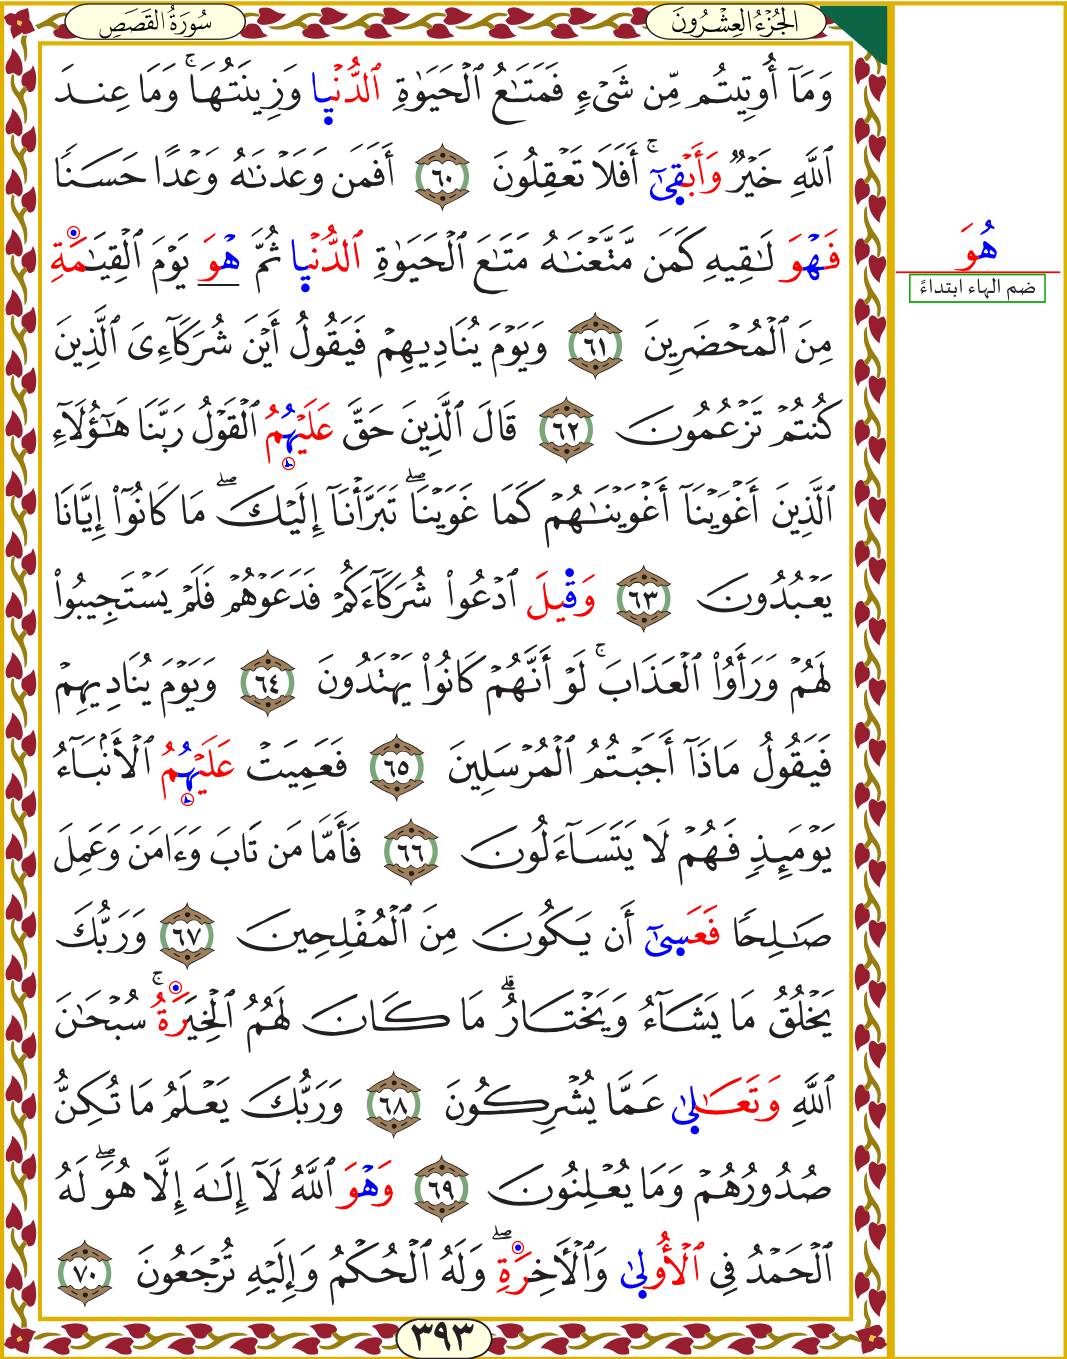 سُورَةُ القَصَصِ
الجُزْءُ العِشْرُونَ
وَمَآ أُوتِيتُم مِّن شَىْءٍ فَمَتَـٰعُ ٱلْحَيَوٰةِ ٱلدُّنْيٜا وَزِينَتُهَا ۚ وَمَا عِندَ
ٱللَّهِ خَيْرٌ وَأَبْقٜىٰٓ ۚ أَفَلَا تَعْقِلُونَ ٦٠ أَفَمَن وَعَدْنَـٰهُ وَعْدًا حَسَنًا
فَهْوَ لَـٰقِيهِ كَمَن مَّتَّعْنَـٰهُ مَتَـٰعَ ٱلْحَيَوٰةِ ٱلدُّنْيٜا ثُمَّ هْوَ يَوْمَ ٱلْقِيَـٰمَةِ
هُوَ
ضم الهاء ابتداءً
مِنَ ٱلْمُحْضَرِينَ ٦١ وَيَوْمَ يُنَادِيهِمْ فَيَقُولُ أَيْنَ شُرَكَآءِىَ ٱلَّذِينَ
كُنتُمْ تَزْعُمُونَ ٦٢ قَالَ ٱلَّذِينَ حَقَّ عَلَيْهُمُ ٱلْقَوْلُ رَبَّنَا هَـٰٓؤُلَآءِ
ٱلَّذِينَ أَغْوَيْنَآ أَغْوَيْنَـٰهُمْ كَمَا غَوَيْنَا ۖ تَبَرَّأْنَآ إِلَيْكَ ۖ مَا كَانُوٓا۟ إِيَّانَا
يَعْبُدُونَ ٦٣ وَقِيلَ ٱدْعُوا۟ شُرَكَآءَكُمْ فَدَعَوْهُمْ فَلَمْ يَسْتَجِيبُوا۟
لَهُمْ وَرَأَوُا۟ ٱلْعَذَابَ ۚ لَوْ أَنَّهُمْ كَانُوا۟ يَهْتَدُونَ ٦٤ وَيَوْمَ يُنَادِيهِمْ
فَيَقُولُ مَاذَآ أَجَبْتُمُ ٱلْمُرْسَلِينَ ٦٥ فَعَمِيَتْ عَلَيْهُمُ ٱلْأَنۢبَآءُ
يَوْمَئِذٍ فَهُمْ لَا يَتَسَآءَلُونَ ٦٦ فَأَمَّا مَن تَابَ وَءَامَنَ وَعَمِلَ
صَـٰلِحًا فَعَسٜىٰٓ أَن يَكُونَ مِنَ ٱلْمُفْلِحِينَ ٦٧ وَرَبُّكَ
يَخْلُقُ مَا يَشَآءُ وَيَخْتَارُ ۗ مَا كَانَ لَهُمُ ٱلْخِيَرَةُ ۚ سُبْحَـٰنَ
ٱللَّهِ وَتَعَـٰلٜىٰ عَمَّا يُشْرِكُونَ ٦٨ وَرَبُّكَ يَعْلَمُ مَا تُكِنُّ
صُدُورُهُمْ وَمَا يُعْلِنُونَ ٦٩ وَهْوَ ٱللَّهُ لَآ إِلَـٰهَ إِلَّا هُوَ ۖ لَهُ
ٱلْحَمْدُ فِى ٱلْأُولٜىٰ وَٱلْـَٔاخِرَةِ ۖ وَلَهُ ٱلْحُكْمُ وَإِلَيْهِ تُرْجَعُونَ ٧٠
٣٩٣